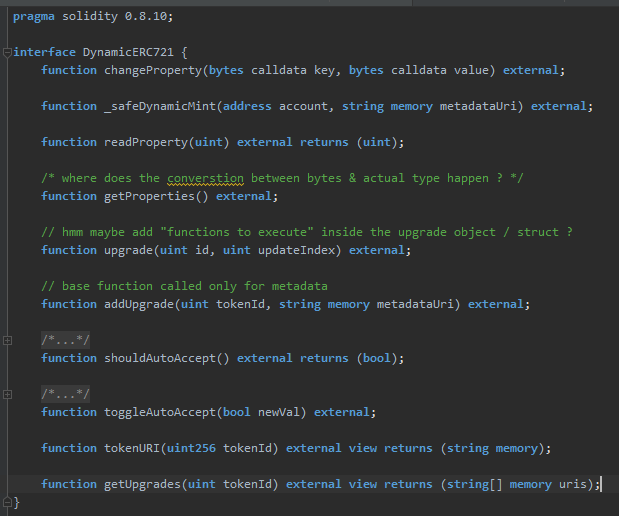 pragma solidity 0.8.10;
interface DynamicERC721 {
function changeProperty(bytes calldata key, bytes calldata value) external;
function _safeDynamicMint(address account, string memory metadataUri) external;
function readProperty(uint) external returns (uint);
/* where does the converstion between bytes & actual type happen ? */
function getProperties() external;
// hmm maybe add "functions to execute" inside the upgrade object / struct ?
function upgrade(uint id, uint updateIndex) external;
// base function called only for metadata
function addUpgrade(uint tokenId, string memory metadataUri) external;
/*...*/
function shouldAutoAccept() external returns (bool);
/*...*/
function toggleAutoAccept(bool newVal) external;
function tokenURI(uint256 tokenId) external view returns (string memory);
function getUpgrades(uint tokenId) external view returns (string[] memory uris);
}